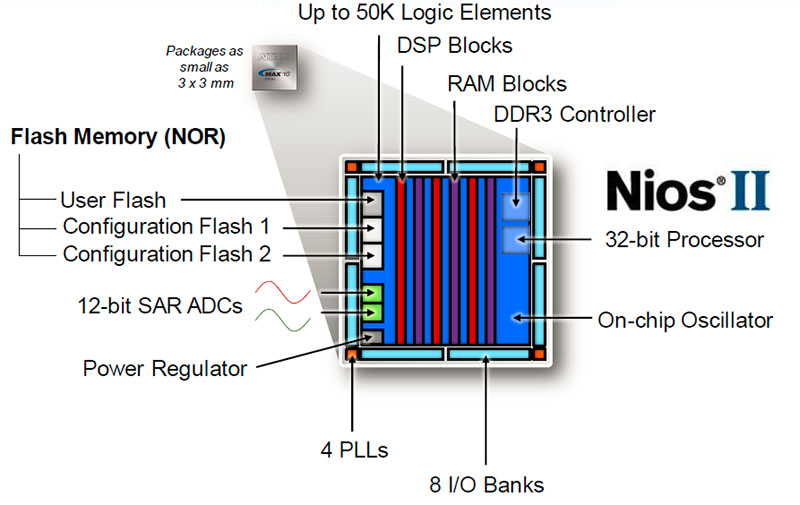 Up to 50K Logic Elements
DSP Blocks
RAM Blocks
DDR3 Controller
Packages as
small as
3 x 3 mm
MAX 10
Flash Memory (NOR)
User Flash
Configuration Flash 1
Configuration Flash 2
12-bit SAR ADCs
Power Regulator
Nios® II
32-bit Processor
On-chip Oscillator
4 PLLs
8 I/O Banks